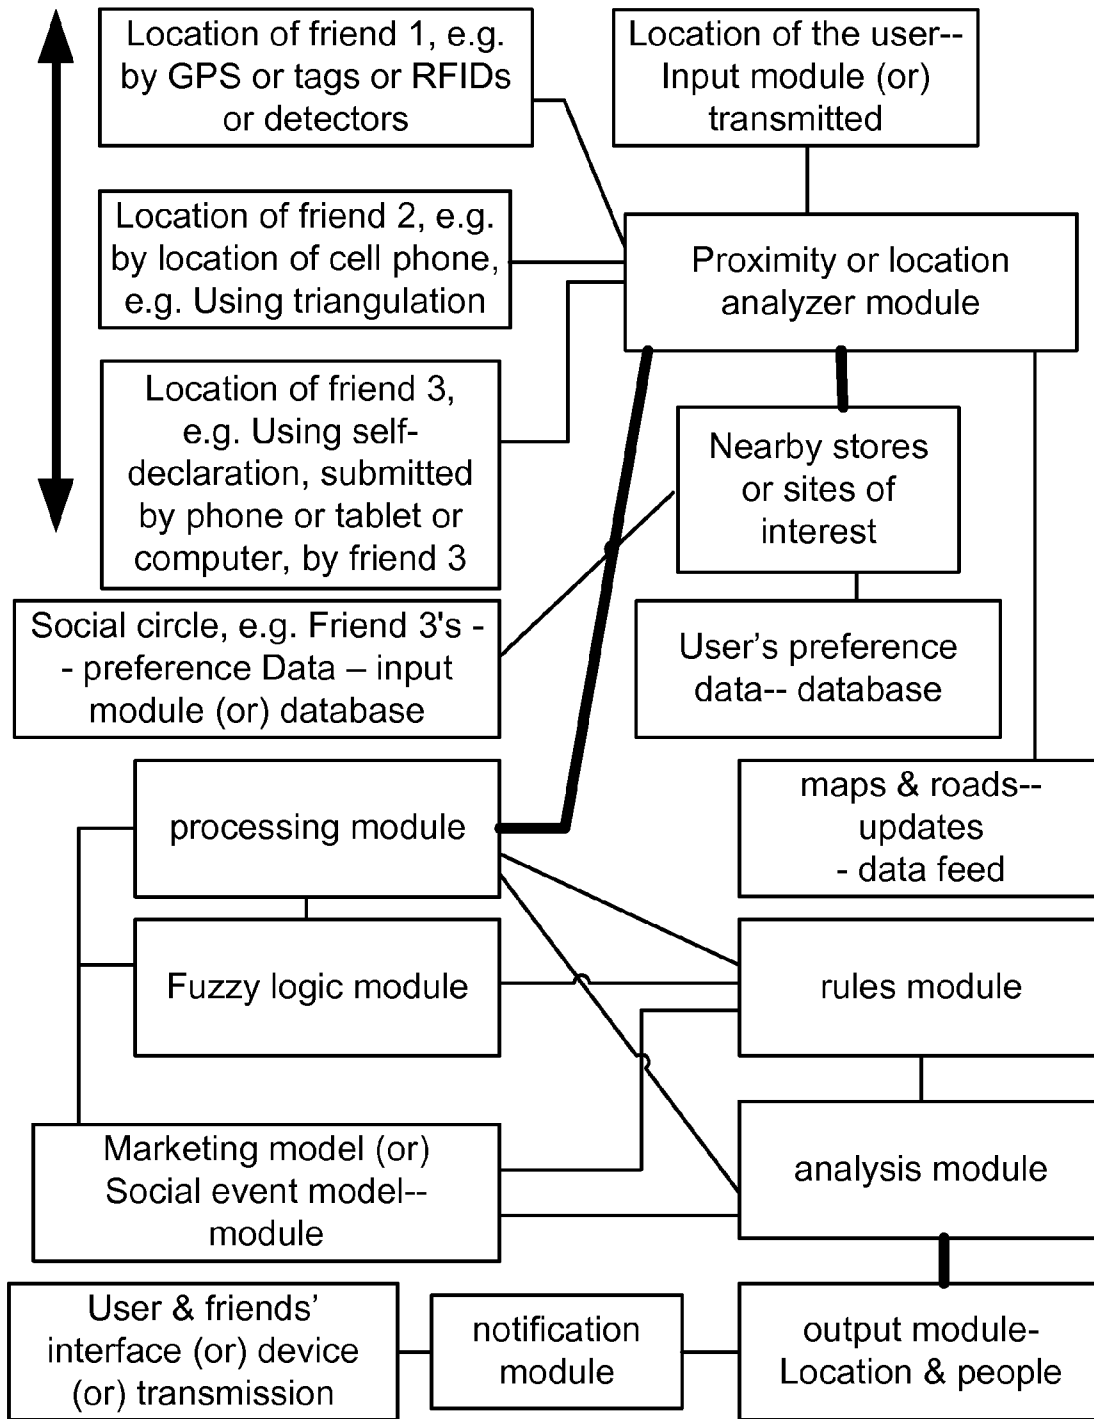 Location of friend 1, e.g.
by GPS or tags or RFIDs
or detectors
Location of the user--
Input module (or)
transmitted
Location of friend 2, e.g.
by location of cell phone,
e.g. Using triangulation
Proximity or location
analyzer module
Location of friend 3,
e.g. Using self-
declaration, submitted
by phone or tablet or
computer, by friend 3
Nearby stores
or sites of
interest
Social circle, e.g. Friend 3's -
- preference Data – input
module (or) database
User's preference
data-- database
processing module
maps & roads--
updates
- data feed
Fuzzy logic module
rules module
Marketing model (or)
Social event model--
module
analysis module
User & friends'
interface (or) device
(or) transmission
notification
module
output module-
Location & people